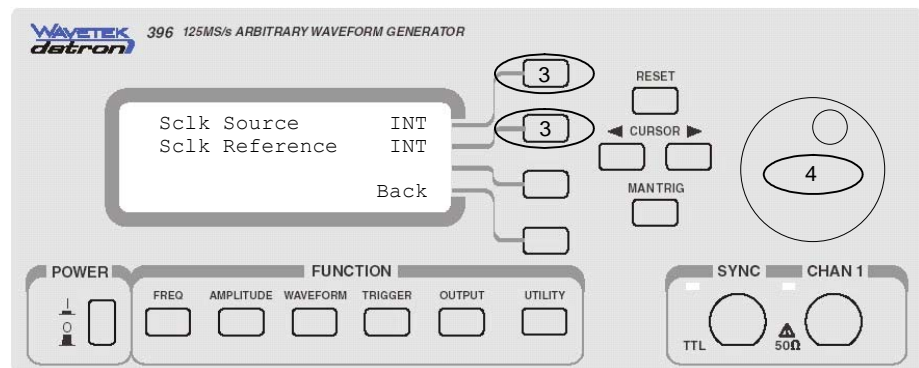 WAVETEK
datron
396 125MS/s ARBITRARY WAVEFORM GENERATOR
3
RESET
Sclk Source INT
3
◀ CURSOR ▶
Sclk Reference INT
4
Back
MAN TRIG
POWER
FUNCTION
SYNC
CHAN 1
FREQ
AMPLITUDE
WAVEFORM
TRIGGER
OUTPUT
UTILITY
I
O
TTL
50Ω